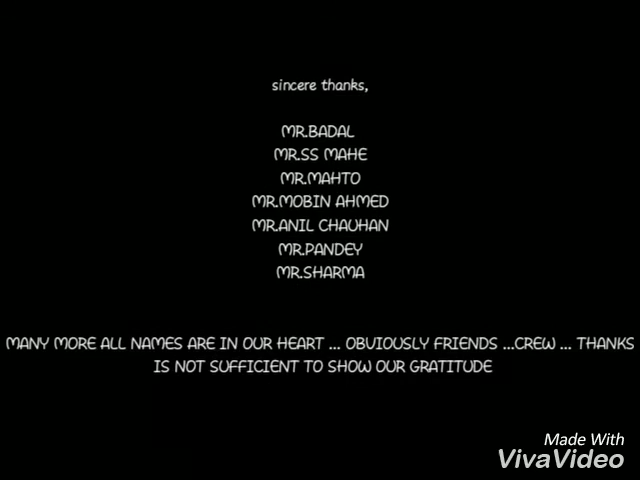 sincere thanks,
MR.BADAL
MR.SS MAHE
MR.MAHTO
MR.MOBIN AHMED
MR.ANIL CHAUHAN
MR.PANDEY
MR.SHARMA
MANY MORE ALL NAMES ARE IN OUR HEART ... OBVIOUSLY FRIENDS ...CREW ... THANKS
IS NOT SUFFICIENT TO SHOW OUR GRATITUDE
Made With
VivaVideo